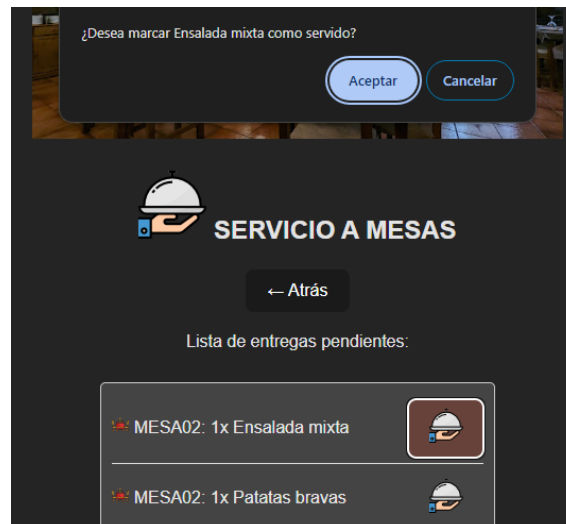 ¿Desea marcar Ensalada mixta como servido?
Aceptar Cancelar
SERVICIO A MESAS
← Atrás
Lista de entregas pendientes:
MESA02: 1x Ensalada mixta
MESA02: 1x Patatas bravas